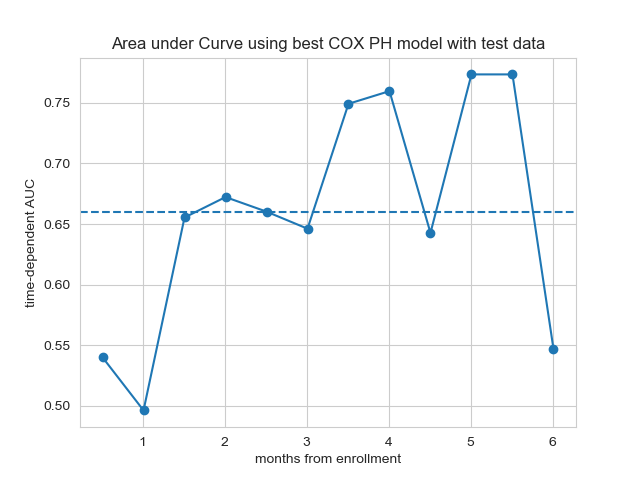 Area under Curve using best COX PH model with test data
time-dependent AUC
0.75
0.70
0.65
0.60
0.55
0.50
1 2 3 4 5 6
months from enrollment